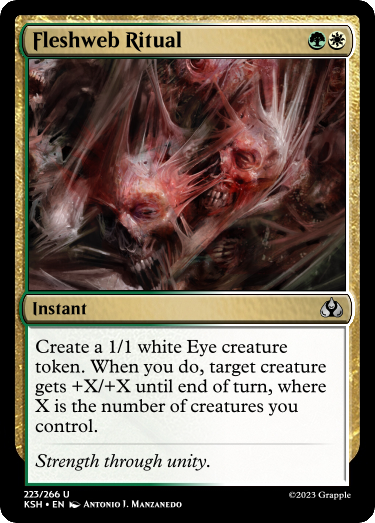 Fleshweb Ritual
Instant
Create a 1/1 white Eye creature
token. When you do, target creature
gets +X/+X until end of turn, where
X is the number of creatures you
control.
Strength through unity.
223/266 U
KSH • EN Antonio J. Manzanedo
©2023 Grapple